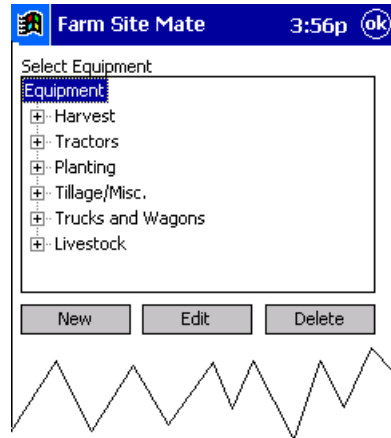 Farm Site Mate 3:56p ok
Select Equipment
Equipment
Harvest
Tractors
Planting
Tillage/Misc.
Trucks and Wagons
Livestock
New Edit Delete